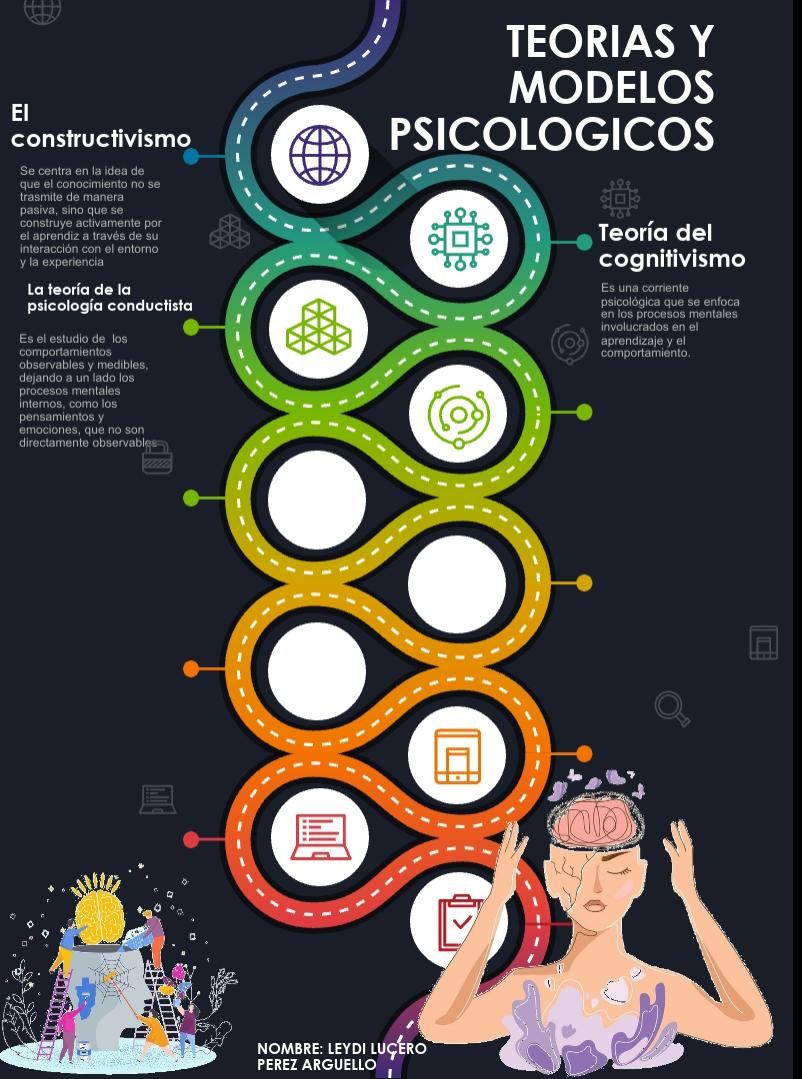 TEORIAS Y
MODELOS
PSICOLOGICOS
El
constructivismo
Se centra en la idea de
que el conocimiento no se
trasmite de manera
pasiva, sino que se
construye activamente por
el aprendiz a través de su
interacción con el entorno
y la experiencia
Teoría del
cognitivismo
Es una corriente
psicológica que se enfoca
en los procesos mentales
involucrados en el
aprendizaje y el
comportamiento.
La teoría de la
psicología conductista
Es el estudio de los
comportamientos
observables y medibles,
dejando a un lado los
procesos mentales
internos, como los
pensamientos y
emociones, que no son
directamente observables
NOMBRE: LEYDI LUCERO
PEREZ ARGUELLO